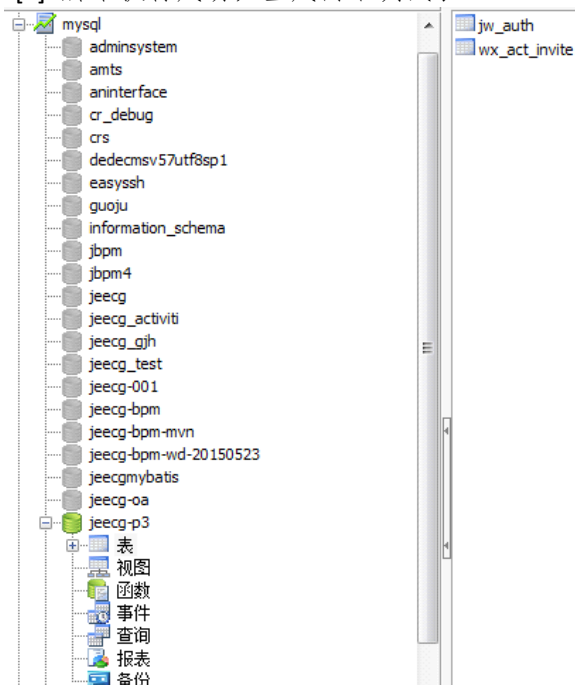 mysql
adminsystem
amts
aninterface
cr_debug
crs
dedecmsv57utf8sp1
easyssh
guoju
information_schema
jbpm
jbpm4
jeecg
jeecg_activiti
jeecg_gjh
jeecg_test
jeecg-001
jeecg-bpm
jeecg-bpm-mvn
jeecg-bpm-wd-20150523
jeecgmybatis
jeecg-oa
jeecg-p3
表
视图
函数
事件
查询
报表
备份
jw_auth
wx_act_invite